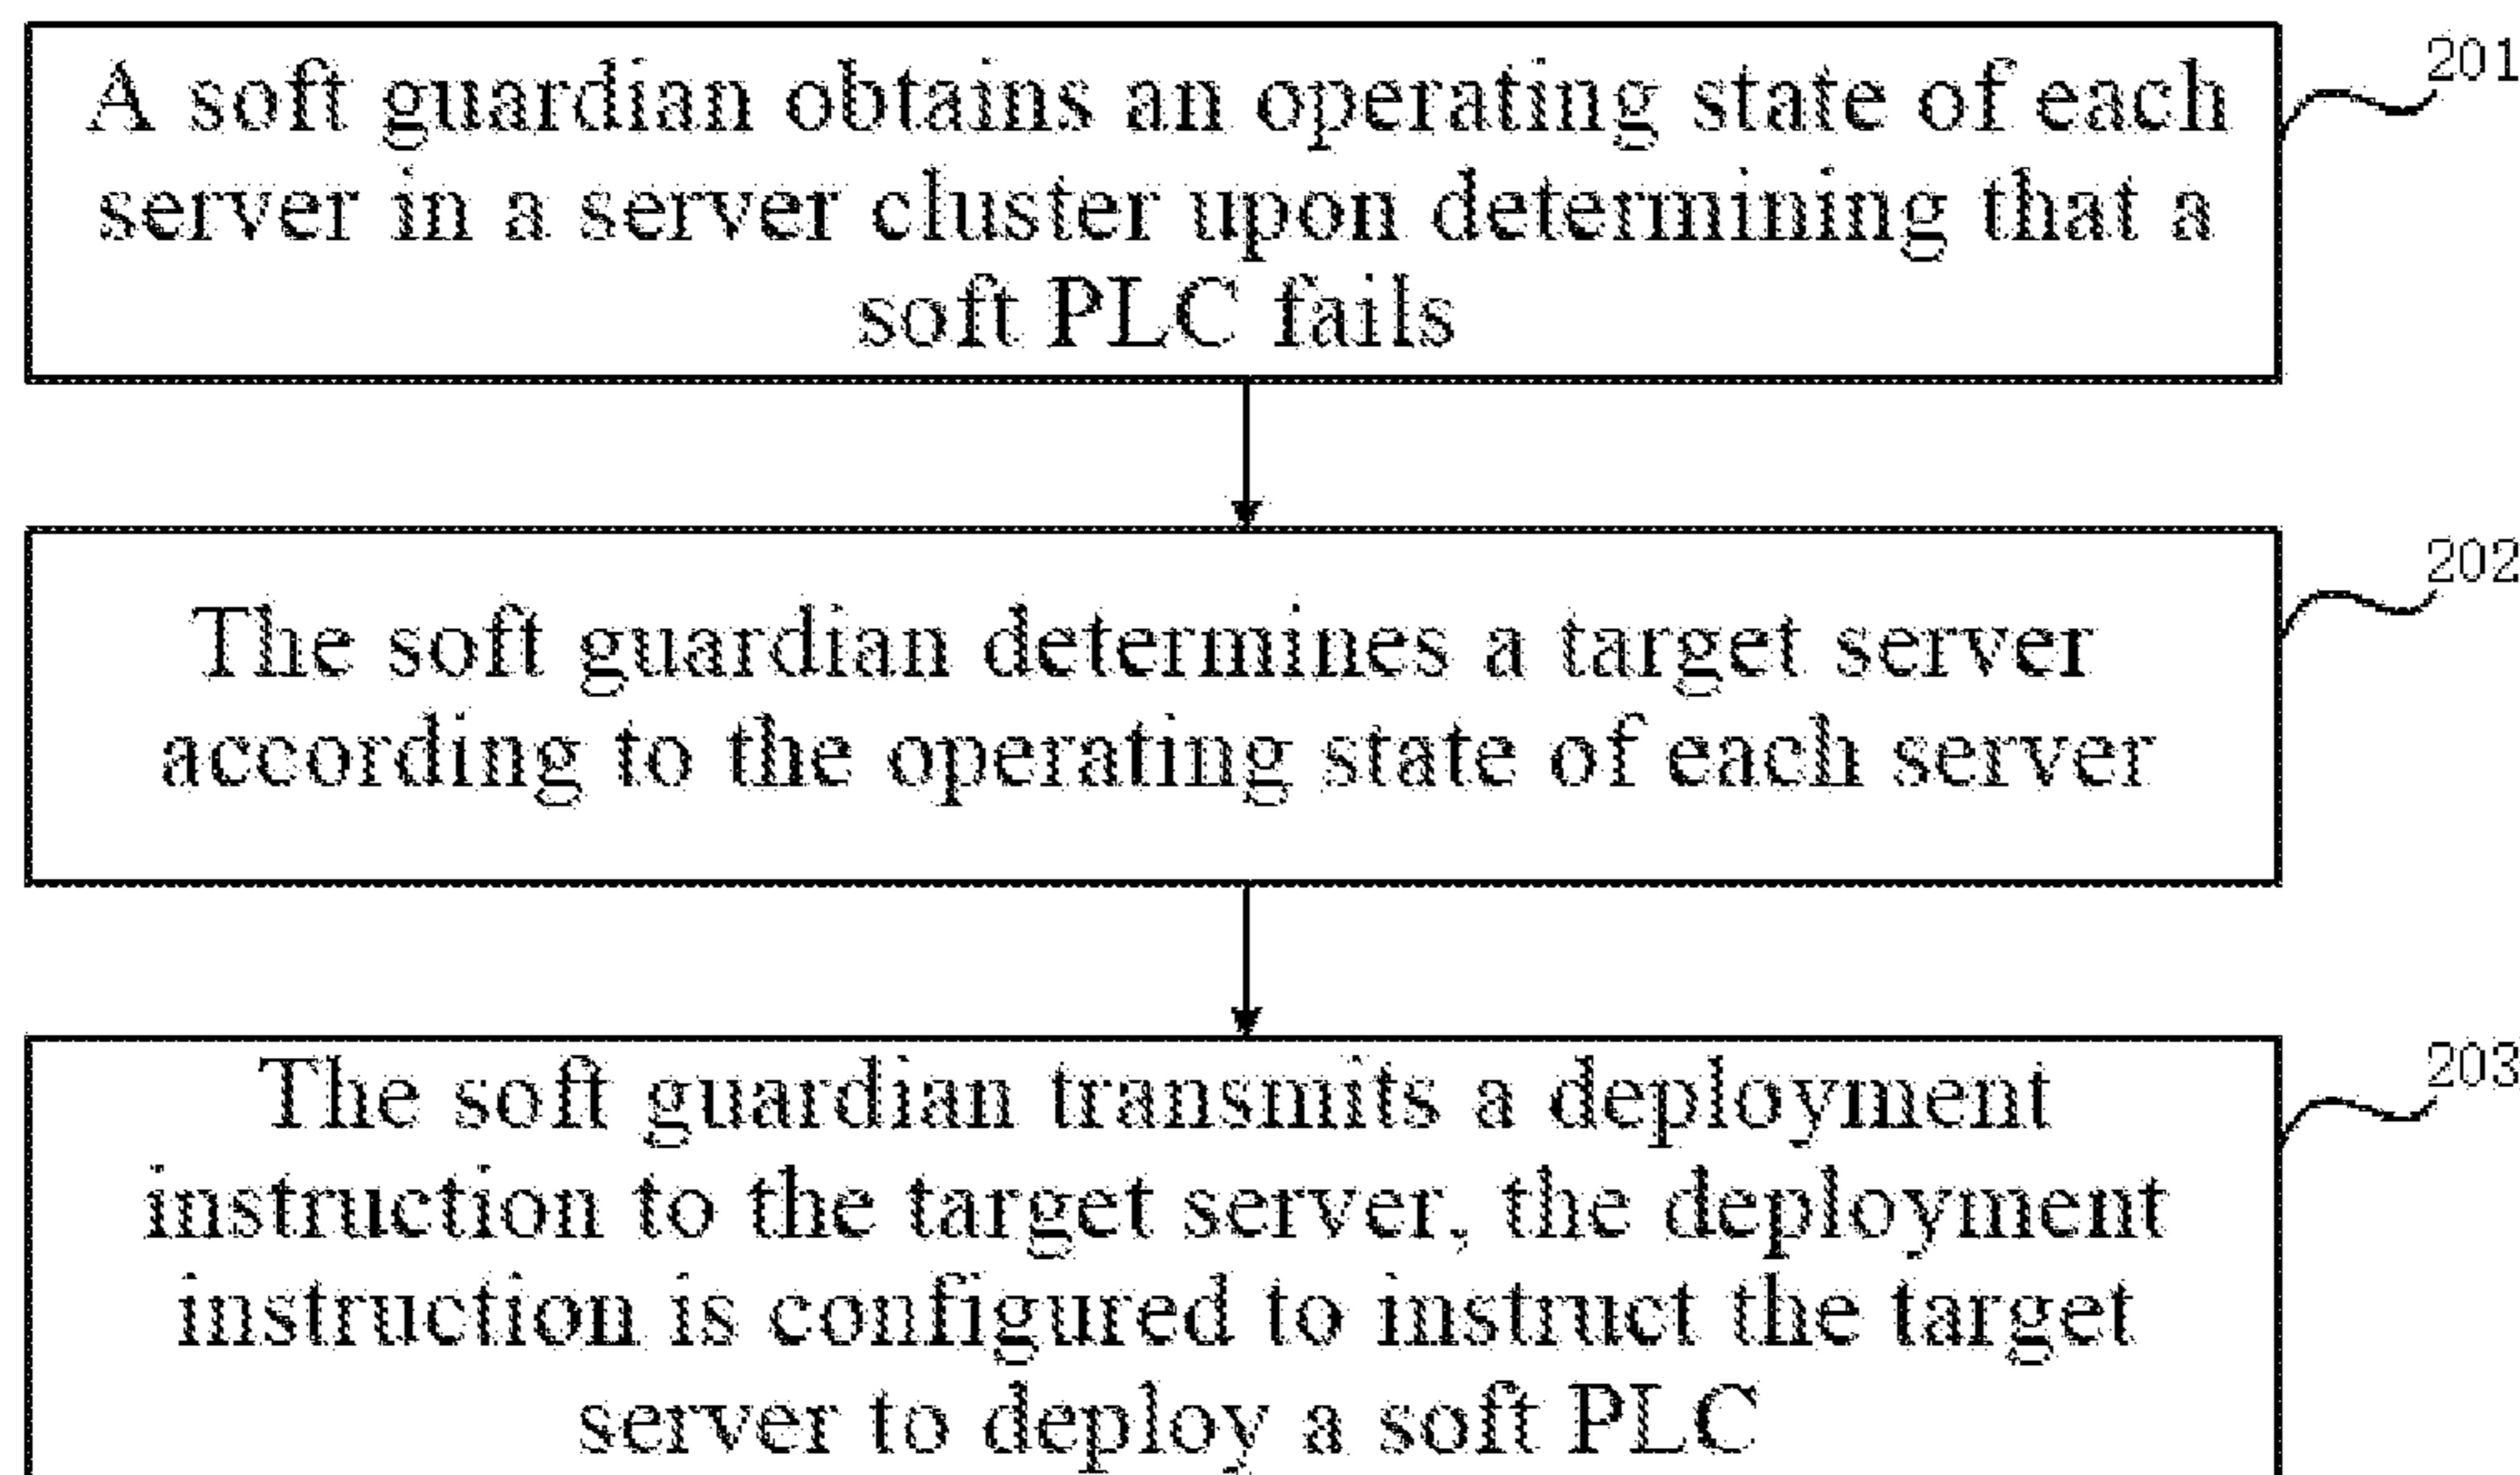 A soft guardian obtains an operating state of each
server in a server cluster upon determining that a
soft PLC fails
201
The soft guardian determines a target server
according to the operating state of each server
202
The soft guardian transmits a deployment
instruction to the target server, the deployment
instruction is configured to instruct the target
server to deploy a soft PLC
203